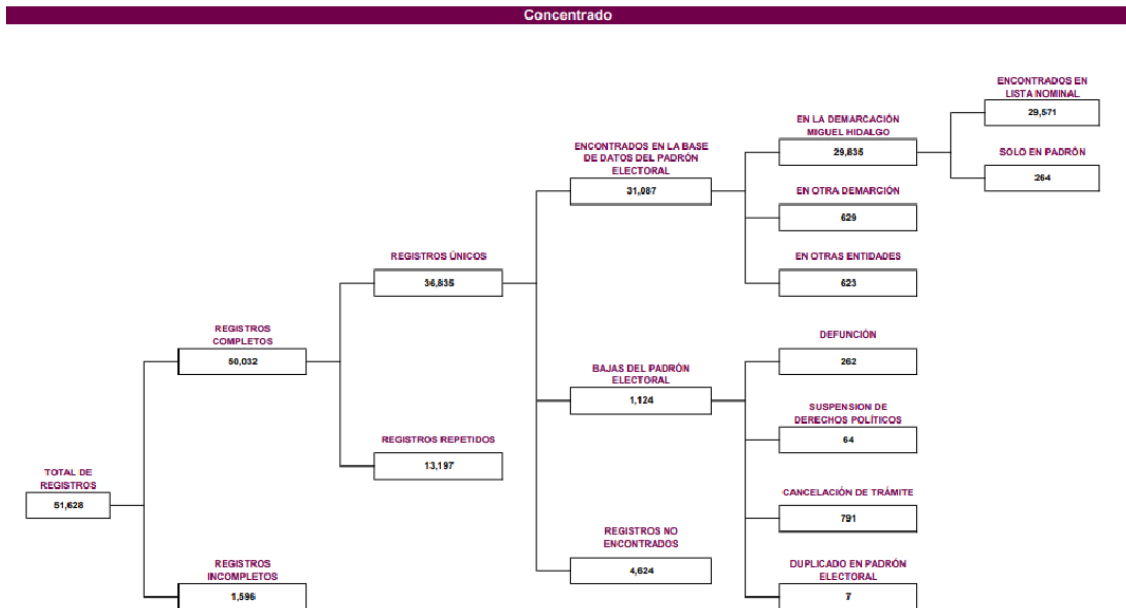 Concentrado
ENCONTRADOS EN
LISTA NOMINAL
29,571
EN LA DEMARCACIÓN
MIGUEL HIDALGO
29,835
SOLO EN PADRÓN
264
ENCONTRADOS EN LA BASE
DE DATOS DEL PADRÓN
ELECTORAL
31,087
EN OTRA DEMARCIÓN
629
EN OTRAS ENTIDADES
623
REGISTROS ÚNICOS
36,835
REGISTROS
COMPLETOS
50,032
DEFUNCIÓN
262
BAJAS DEL PADRÓN
ELECTORAL
1,124
SUSPENSION DE
DERECHOS POLÍTICOS
64
REGISTROS REPETIDOS
13,197
TOTAL DE
REGISTROS
51,628
CANCELACIÓN DE TRÁMITE
791
REGISTROS NO
ENCONTRADOS
4,624
REGISTROS
INCOMPLETOS
1,596
DUPLICADO EN PADRÓN
ELECTORAL
7